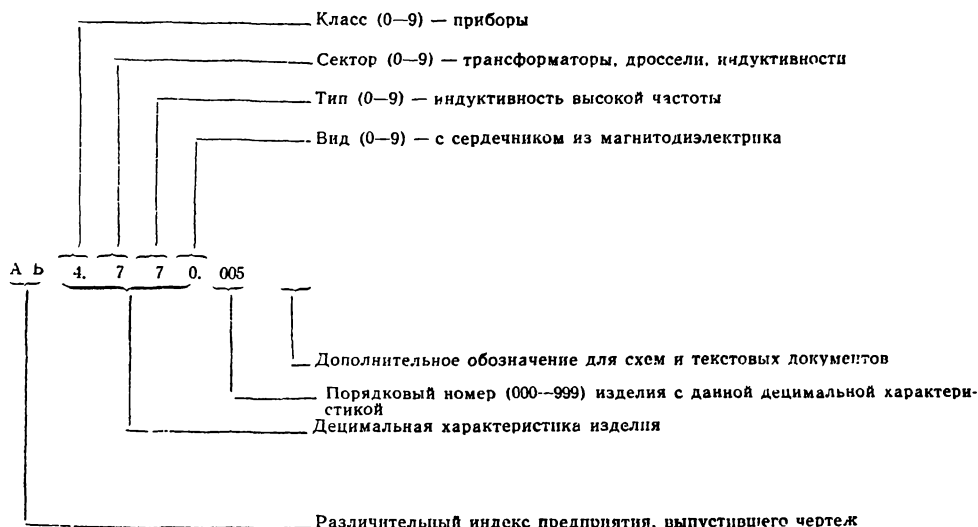 Класс (0—9) — приборы
Сектор (0—9) — трансформаторы, дроссели, индуктивности
Тип (0—9) — индуктивность высокой частоты
Вид (0—9) — с сердечником из магнитодиэлектрика
А Б 4. 7 7 0. 005
Дополнительное обозначение для схем и текстовых документов
Порядковый номер (000—999) изделия с данной децимальной характери-
стикой
Децимальная характеристика изделия
Различительный индекс предприятия, выпустившего чертеж